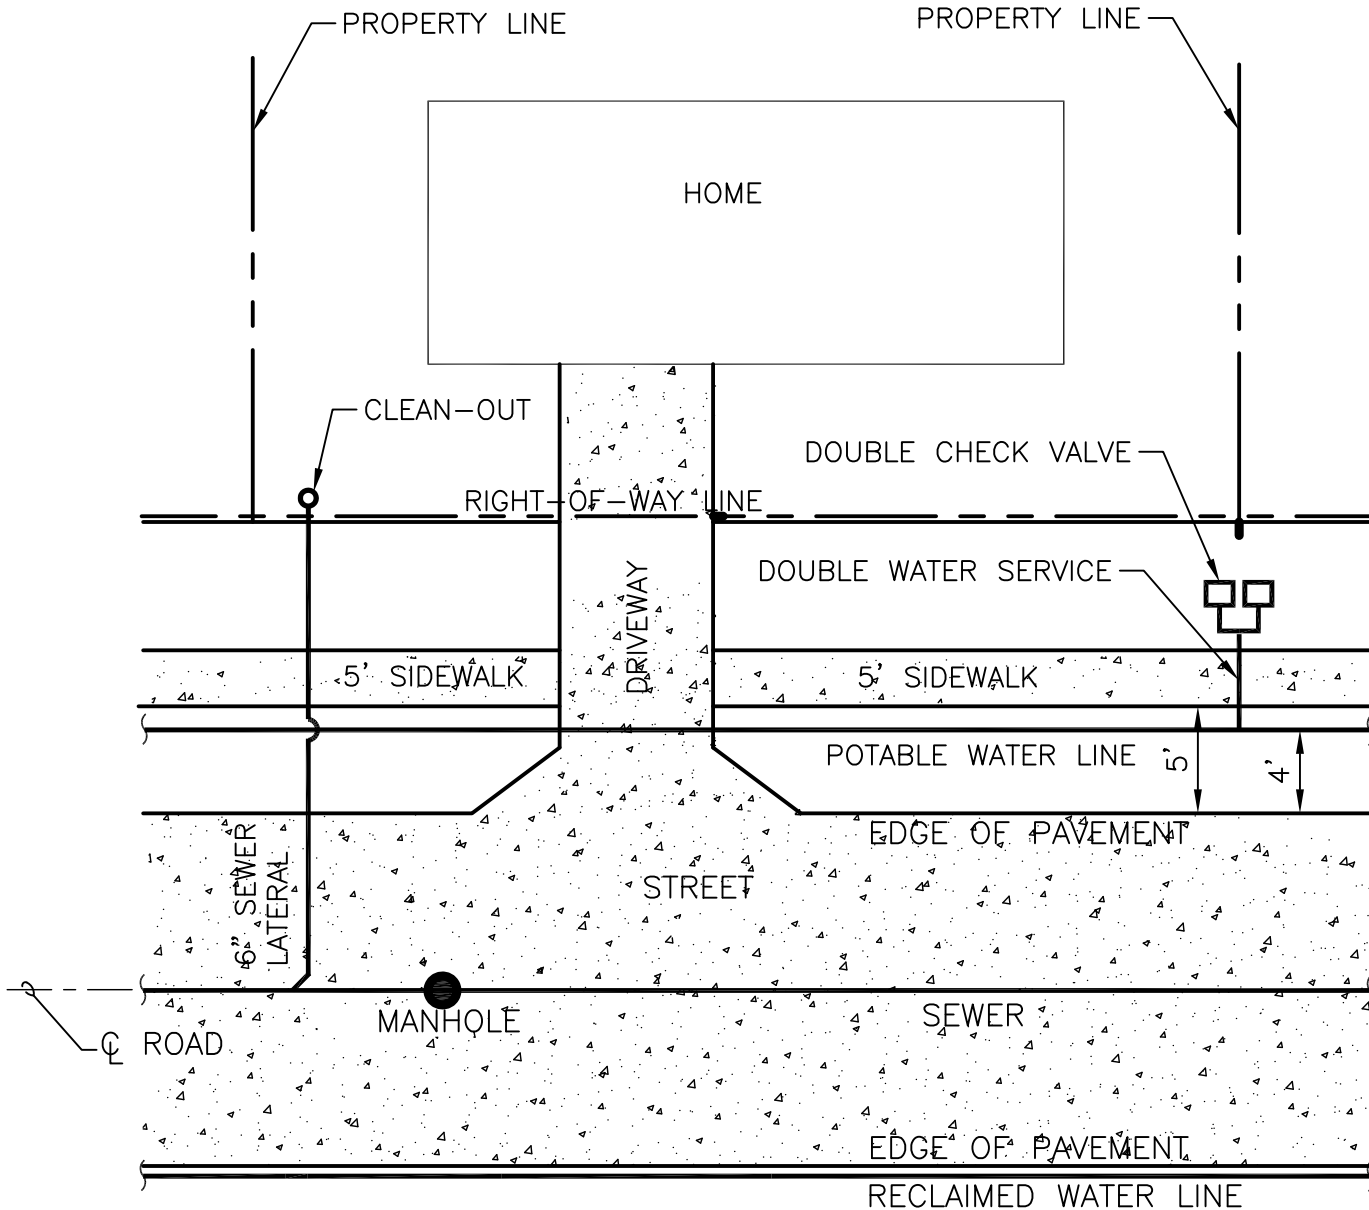 PROPERTY LINE
PROPERTY LINE
HOME
CLEAN-OUT
DOUBLE CHECK VALVE
RIGHT-OF-WAY LINE
DOUBLE WATER SERVICE
DRIVEWAY
5' SIDEWALK
5' SIDEWALK
POTABLE WATER LINE
5'
4'
EDGE OF PAVEMENT
6" SEWER
LATERAL
STREET
MANHOLE
SEWER
℄ ROAD
EDGE OF PAVEMENT
RECLAIMED WATER LINE